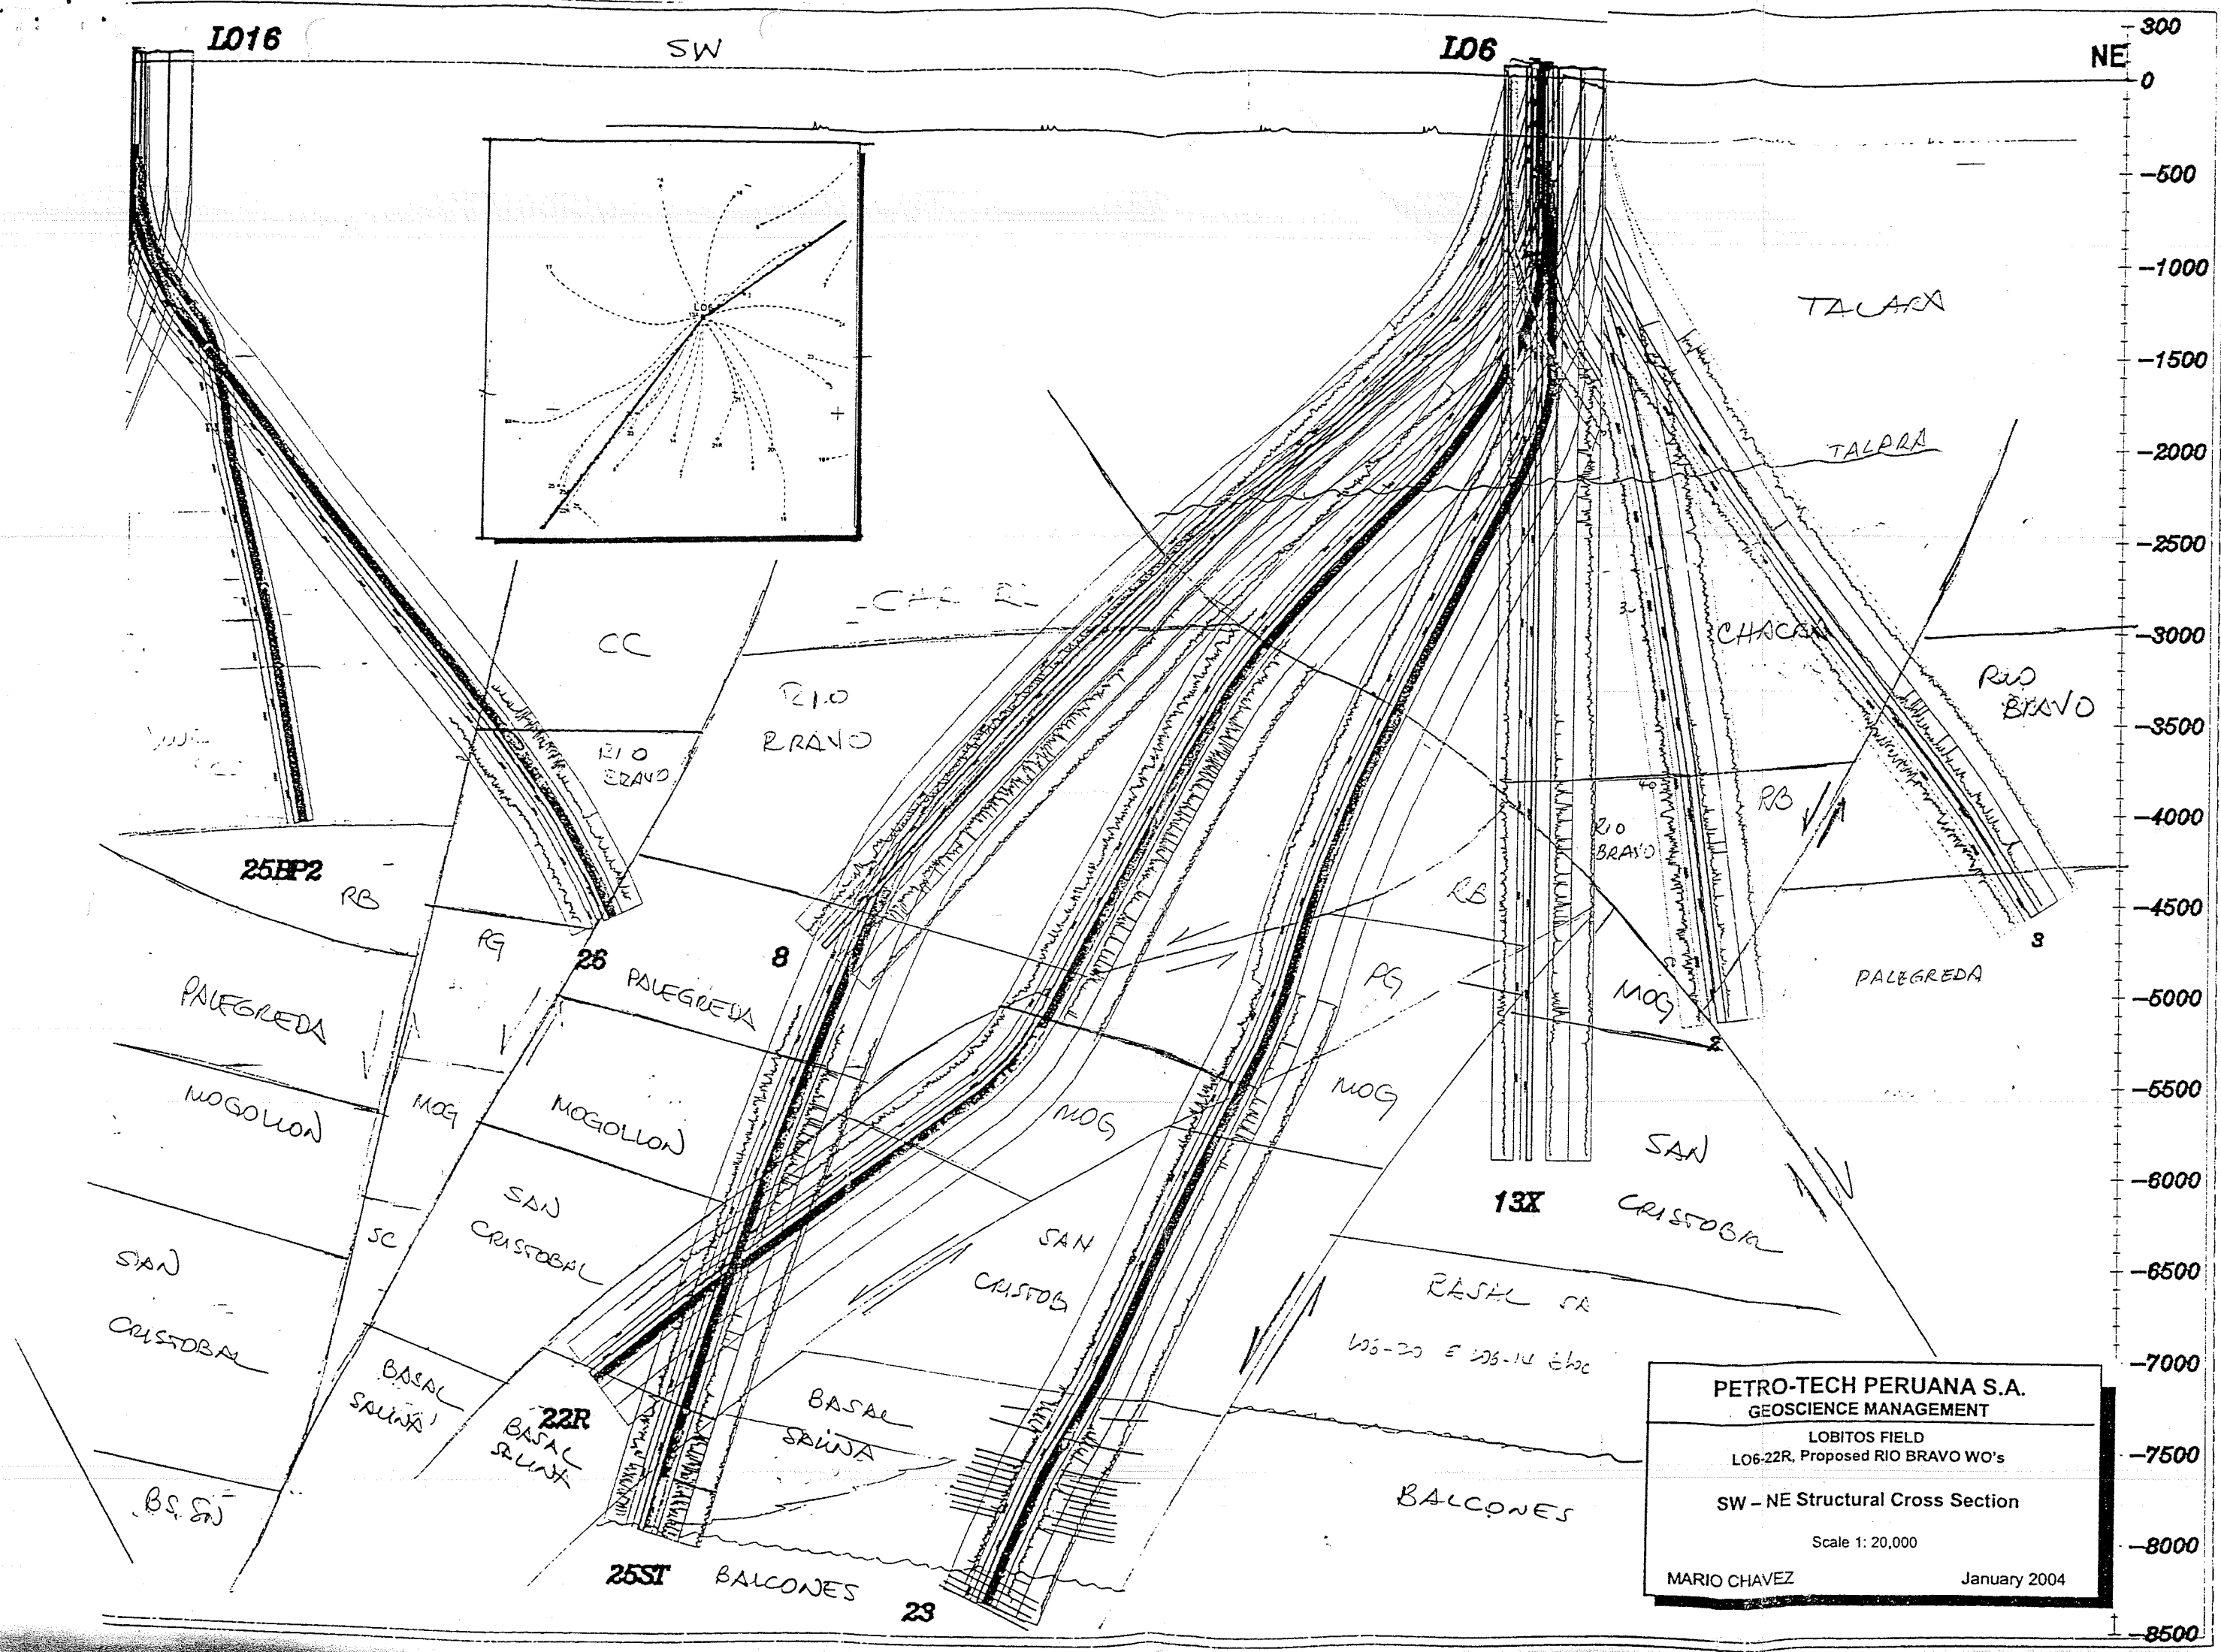 LO16
SW
LO6
NE
300
0
-500
-1000
-1500
-2000
-2500
-3000
-3500
-4000
-4500
-5000
-5500
-6000
-6500
-7000
-7500
-8000
-8500
LO6
TALARA
TALARA
CC
CHACRA
RIO
BRAVO
RIO
BRAVO
RIO
BRAVO
RB
RIO
BRAVO
25BP2
RB
RB
PG
26
8
3
PALEGREDA
PALEGREDA
PG
MOG
PALEGREDA
2
MOGOLLON
MOG
MOGOLLON
MOG
MOG
SAN
CRISTOBAL
13X
SAN
CRISTOBAL
SC
SAN
CRISTOBAL
SAN
CRISTOB
BASAL SA
BASAL
SALINA
22R
BASAL
SALINA
BASAL
SALINA
BS. SA
BALCONES
25ST
BALCONES
23
PETRO-TECH PERUANA S.A.
GEOSCIENCE MANAGEMENT
LOBITOS FIELD
LO6-22R, Proposed RIO BRAVO WO's
SW – NE Structural Cross Section
Scale 1: 20,000
MARIO CHAVEZ January 2004